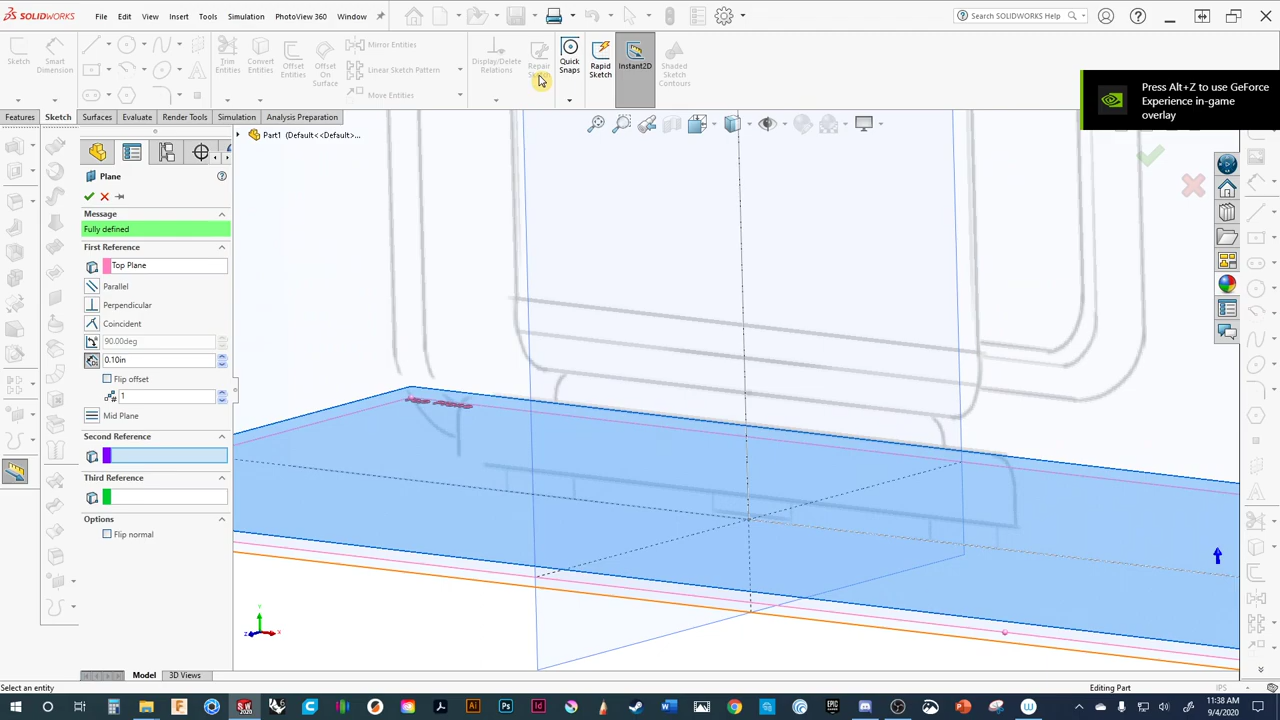 SOLIDWORKS
File Edit View Insert Tools Simulation PhotoView 360 Window
Search SOLIDWORKS Help
Sketch
Smart Dimension
Trim Entities
Convert Entities
Offset Entities
Offset On Surface
Mirror Entities
Linear Sketch Pattern
Move Entities
Display/Delete Relations
Repair
Quick Snaps
Rapid Sketch
Instant2D
Shaded Sketch Contours
Press Alt+Z to use GeForce
Experience in-game
overlay
Features Sketch Surfaces Evaluate Render Tools Simulation Analysis Preparation
Part1 (Default<<Default>...
Plane
Message
Fully defined
First Reference
Top Plane
Parallel
Perpendicular
Coincident
90.00deg
0.10in
Flip offset
1
Mid Plane
Second Reference
Third Reference
Options
Flip normal
Y
X
Z
Model 3D Views
Select an entity
Editing Part
IPS
11:38 AM
9/4/2020